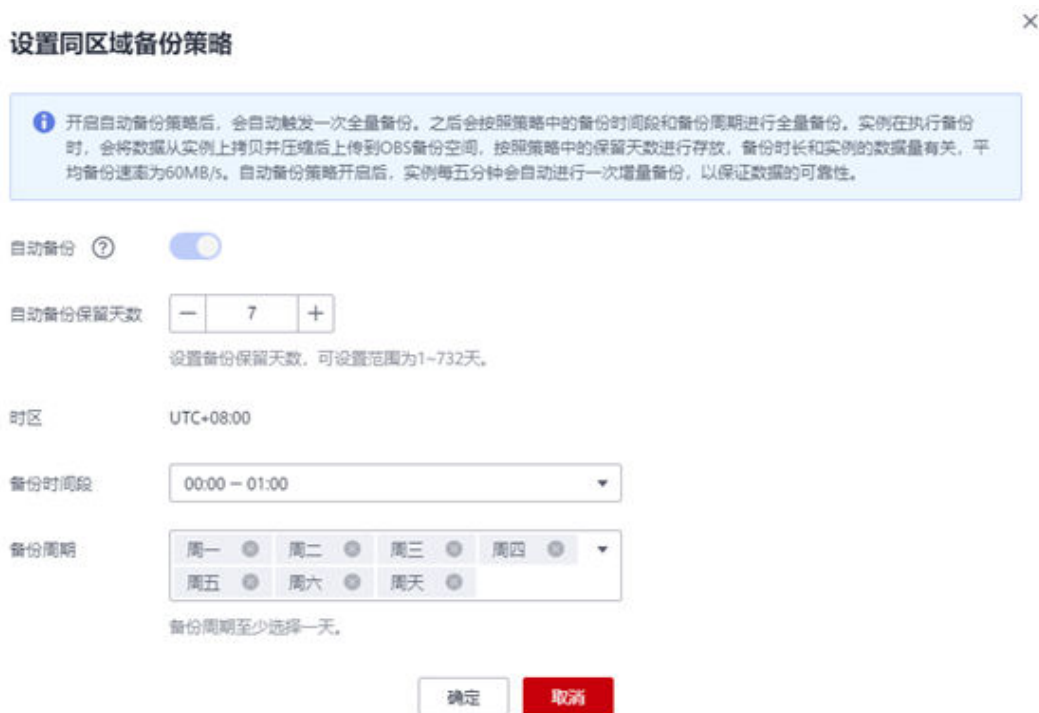 设置同区域备份策略
开启自动备份策略后，会自动触发一次全量备份。之后会按照策略中的备份时间段和备份周期进行全量备份。实例在执行备份
时，会将数据从实例上拷贝并压缩后上传到OBS备份空间，按照策略中的保留天数进行存放，备份时长和实例的数据量有关，平
均备份速率为60MB/s。自动备份策略开启后，实例每五分钟会自动进行一次增量备份，以保证数据的可靠性。
自动备份 ?
自动备份保留天数 — 7 +
设置备份保留天数，可设置范围为1~732天。
时区 UTC+08:00
备份时间段 00:00 — 01:00
备份周期 周一 周二 周三 周四
周五 周六 周天
备份周期至少选择一天。
确定 取消